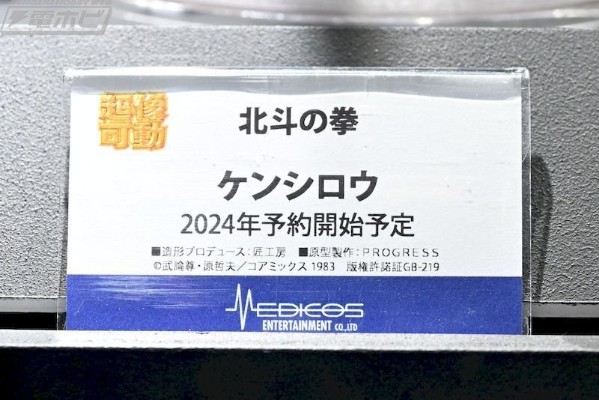 電ホビ
超像可動
北斗の拳
ケンシロウ
2024年予約開始予定
■造形プロデュース:匠工房 ■原型製作:PROGRESS
©武論尊・原哲夫/コアミックス 1983 版権許諾証GB-219
MEDICOS
ENTERTAINMENT CO.,LTD